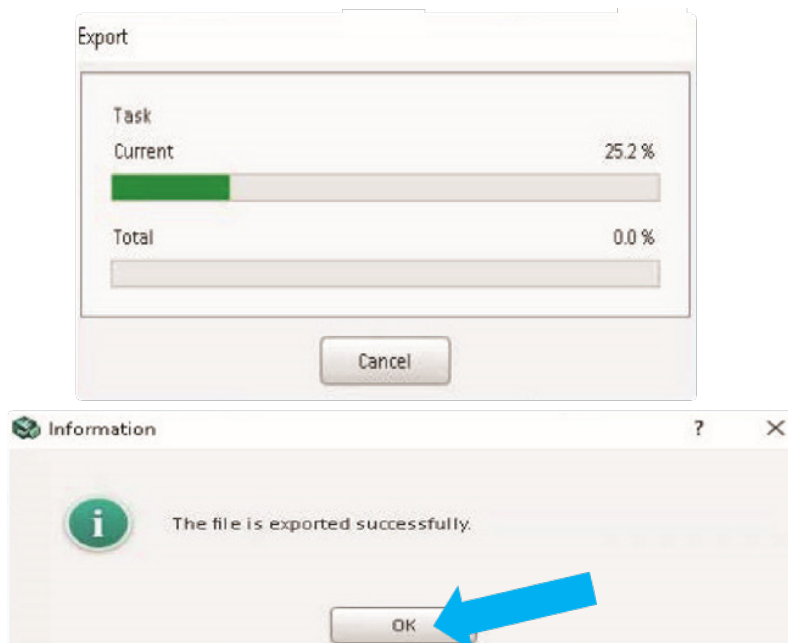 Export
Task
Current 25.2 %
Total 0.0 %
Cancel
Information ? ×
The file is exported successfully.
OK